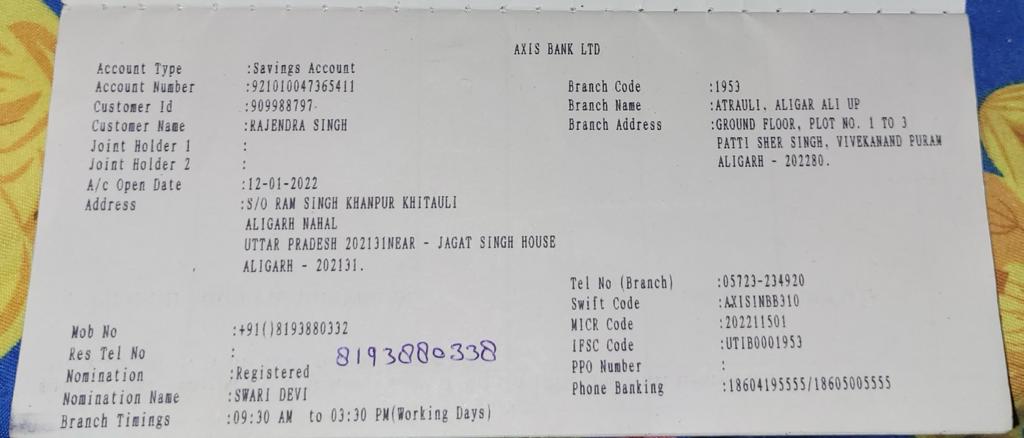 AXIS BANK LTD
Account Type :Savings Account
Account Number :921010047365411
Customer Id :909988797
Customer Name :RAJENDRA SINGH
Joint Holder 1 :
Joint Holder 2 :
A/c Open Date :12-01-2022
Address :S/O RAM SINGH KHANPUR KHITAULI
ALIGARH NAHAL
UTTAR PRADESH 202131NEAR - JAGAT SINGH HOUSE
ALIGARH - 202131.
Mob No :+91()8193880332
Res Tel No :
8193880338
Nomination :Registered
Nomination Name :SWARI DEVI
Branch Timings :09:30 AM to 03:30 PM(Working Days)
Branch Code :1953
Branch Name :ATRAULI, ALIGAR ALI UP
Branch Address :GROUND FLOOR, PLOT NO. 1 TO 3
PATTI SHER SINGH, VIVEKANAND PURAM
ALIGARH - 202280.
Tel No (Branch) :05723-234920
Swift Code :AXISINBB310
MICR Code :202211501
IFSC Code :UTIB0001953
PPO Number :
Phone Banking :18604195555/18605005555